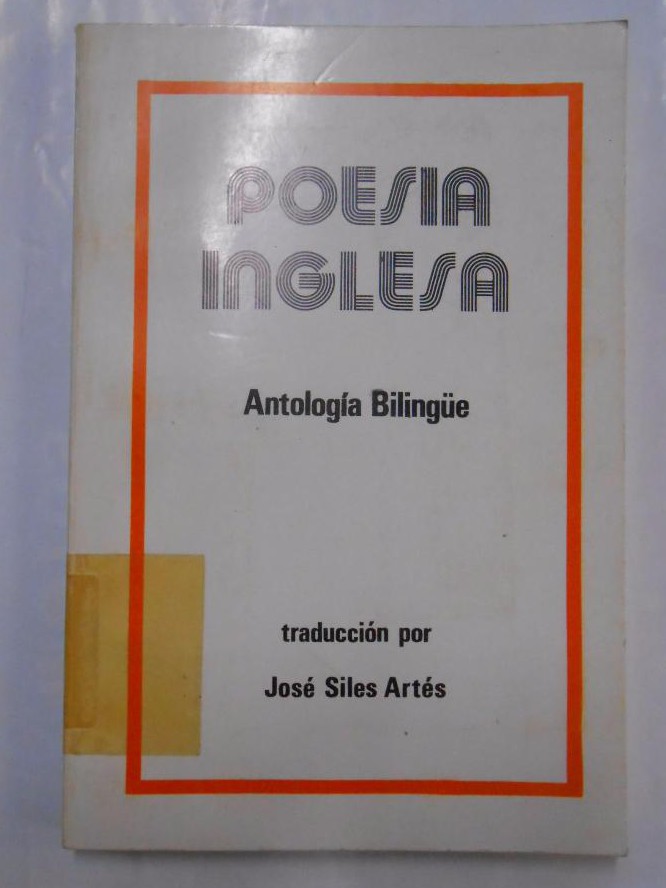 POESIA
INGLESA
Antología Bilingüe
traducción por
José Siles Artés